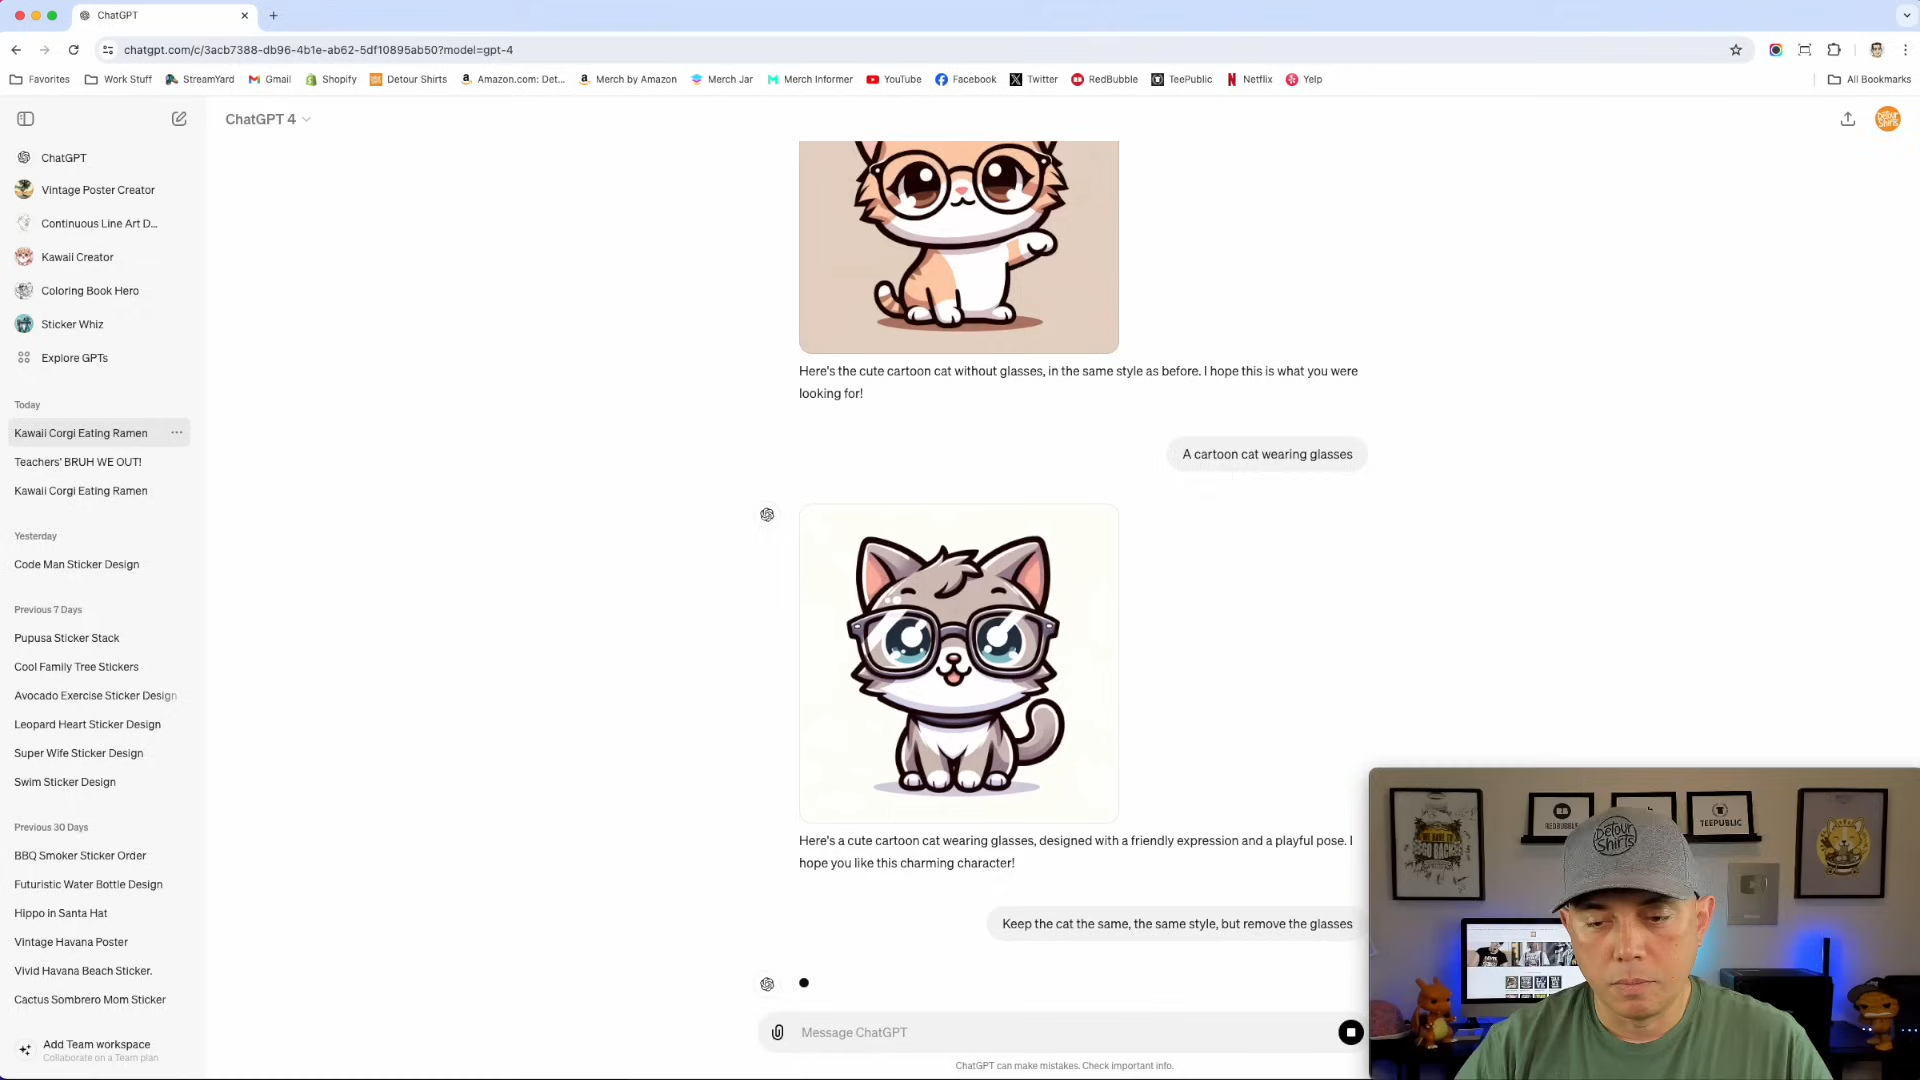 ChatGPT
chatgpt.com/c/3acb7388-db96-4b1e-ab62-5df10895ab50?model=gpt-4
Favorites Work Stuff StreamYard Gmail Shopify Detour Shirts Amazon.com: Det... Merch by Amazon Merch Jar Merch Informer YouTube Facebook Twitter RedBubble TeePublic Netflix Yelp All Bookmarks
ChatGPT 4
Detour Shirts
ChatGPT
Vintage Poster Creator
Continuous Line Art D...
Kawaii Creator
Coloring Book Hero
Sticker Whiz
Explore GPTs
Today
Kawaii Corgi Eating Ramen
Teachers' BRUH WE OUT!
Kawaii Corgi Eating Ramen
Yesterday
Code Man Sticker Design
Previous 7 Days
Pupusa Sticker Stack
Cool Family Tree Stickers
Avocado Exercise Sticker Design
Leopard Heart Sticker Design
Super Wife Sticker Design
Swim Sticker Design
Previous 30 Days
BBQ Smoker Sticker Order
Futuristic Water Bottle Design
Hippo in Santa Hat
Vintage Havana Poster
Vivid Havana Beach Sticker.
Cactus Sombrero Mom Sticker
Add Team workspace
Collaborate on a Team plan
Here's the cute cartoon cat without glasses, in the same style as before. I hope this is what you were
looking for!
A cartoon cat wearing glasses
Here's a cute cartoon cat wearing glasses, designed with a friendly expression and a playful pose. I
hope you like this charming character!
Keep the cat the same, the same style, but remove the glasses
Message ChatGPT
ChatGPT can make mistakes. Check important info.
REDBUBBLE
TEEPUBLIC
DETOUR
Shirts